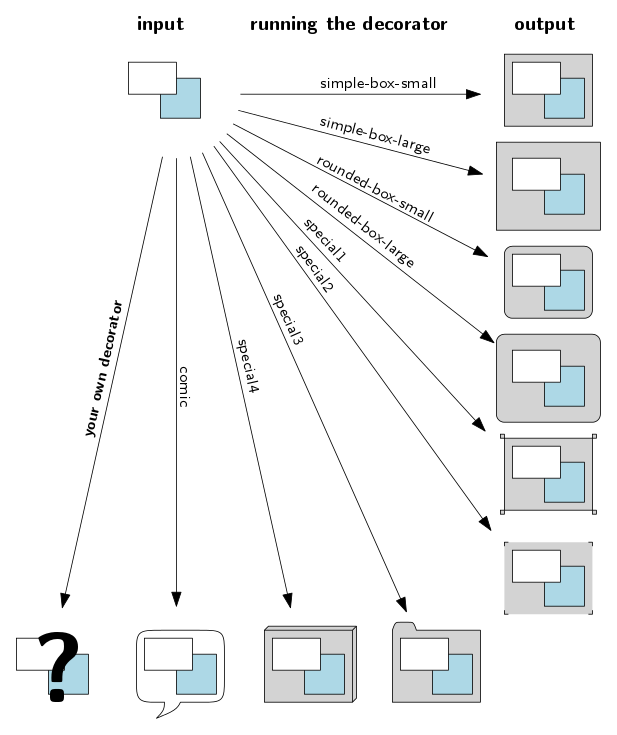 input
running the decorator
output
simple-box-small
simple-box-large
rounded-box-small
rounded-box-large
special1
special2
special3
special4
comic
your own decorator
?